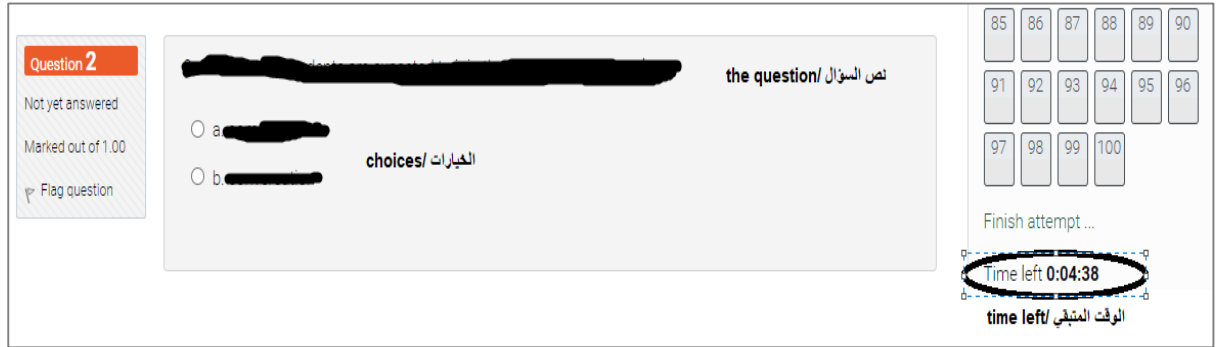 Question 2
Not yet answered
Marked out of 1.00
Flag question
the question/ نص السؤال
a.
b.
choices/ الخيارات
85 86 87 88 89 90
91 92 93 94 95 96
97 98 99 100
Finish attempt ...
Time left 0:04:38
time left/ الوقت المتبقي